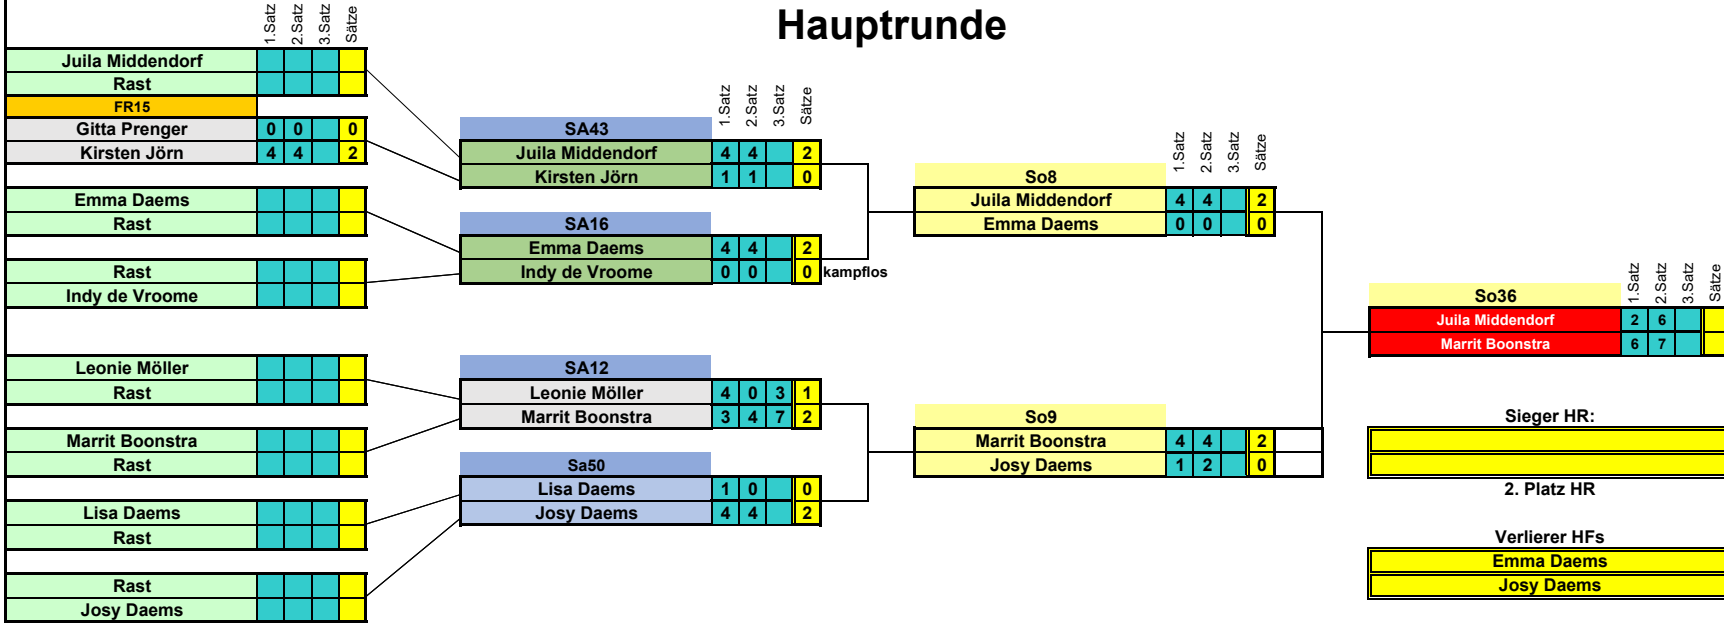 Hauptrunde
1.Satz 2.Satz 3.Satz Sätze
Juila Middendorf
Rast
FR15
Gitta Prenger 0 0 0
Kirsten Jörn 4 4 2
Emma Daems
Rast
Rast
Indy de Vroome
Leonie Möller
Rast
Marrit Boonstra
Rast
Lisa Daems
Rast
Rast
Josy Daems
1.Satz 2.Satz 3.Satz Sätze
SA43
Juila Middendorf 4 4 2
Kirsten Jörn 1 1 0
SA16
Emma Daems 4 4 2
Indy de Vroome 0 0 0 kampflos
SA12
Leonie Möller 4 0 3 1
Marrit Boonstra 3 4 7 2
Sa50
Lisa Daems 1 0 0
Josy Daems 4 4 2
1.Satz 2.Satz 3.Satz Sätze
So8
Juila Middendorf 4 4 2
Emma Daems 0 0 0
So9
Marrit Boonstra 4 4 2
Josy Daems 1 2 0
1.Satz 2.Satz 3.Satz Sätze
So36
Juila Middendorf 2 6
Marrit Boonstra 6 7
Sieger HR:
2. Platz HR
Verlierer HFs
Emma Daems
Josy Daems